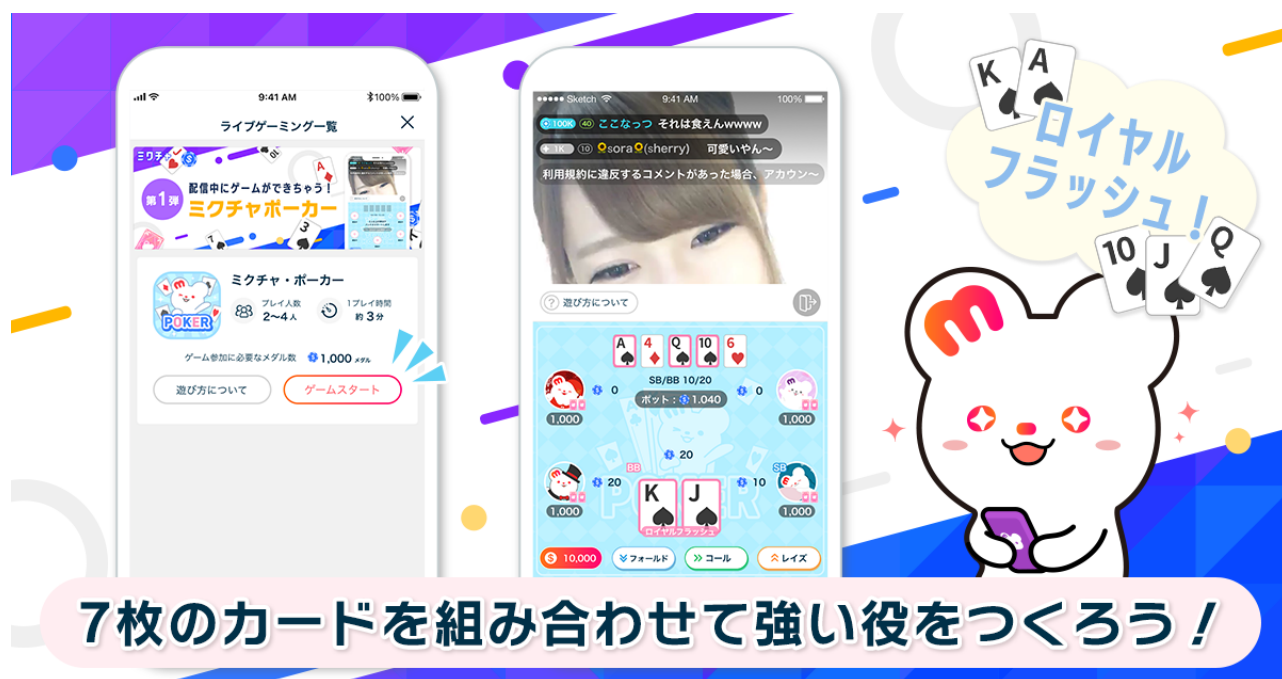 9:41 AM
100%
ライブゲーミング一覧
ミクチャ
第1弾
配信中にゲームができちゃう！
ミクチャポーカー
POKER
ミクチャ・ポーカー
プレイ人数
2〜4人
1プレイ時間
約3分
ゲーム参加に必要なメダル数 1,000 メダル
遊び方について
ゲームスタート
Sketch 9:41 AM 100%
100K 40 ここなっつ それは食えんwwww
1K 10 sora (sherry) 可愛いやん〜
利用規約に違反するコメントがあった場合、アカウン〜
? 遊び方について
A 4 Q 10 6
SB/BB 10/20
ポット： 1.040
0
0
1,000
1,000
20
BB
SB
20
10
K J
ロイヤルフラッシュ
1,000
1,000
POKER
10,000
フォールド
コール
レイズ
K A
ロイヤル
フラッシュ！
10 J Q
m
7枚のカードを組み合わせて強い役をつくろう！